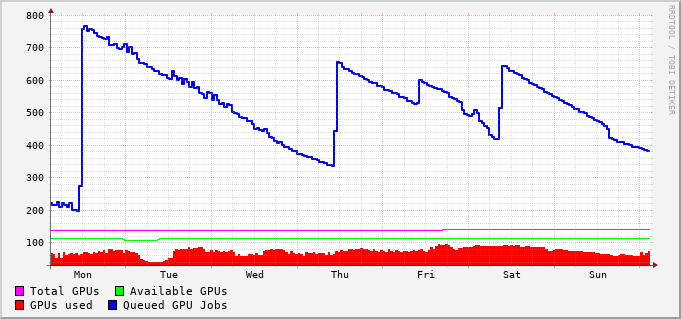 800
700
600
500
400
300
200
100
Mon Tue Wed Thu Fri Sat Sun
RRDTOOL / TOBI OETIKER
Total GPUs Available GPUs
GPUs used Queued GPU Jobs